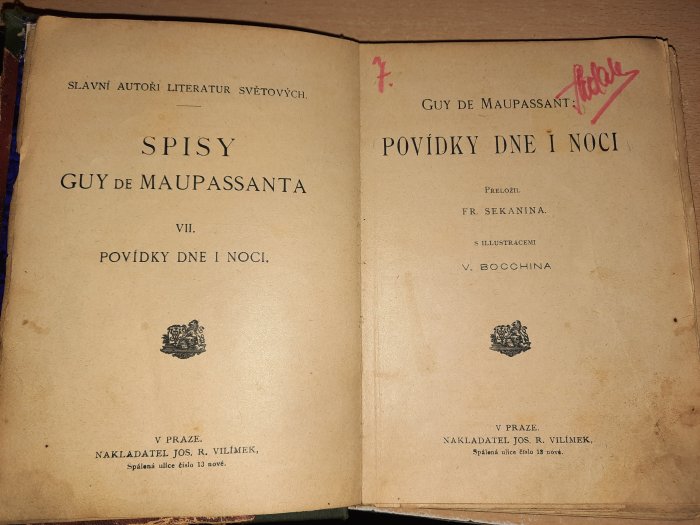 SLAVNÍ AUTOŘI LITERATUR SVĚTOVÝCH.
SPISY
GUY DE MAUPASSANTA
VII.
POVÍDKY DNE I NOCI.
V PRAZE.
NAKLADATEL JOS. R. VILÍMEK,
Spálená ulice číslo 13 nové.
7.
GUY DE MAUPASSANT:
POVÍDKY DNE I NOCI
PŘELOŽIL
FR. SEKANINA.
S ILLUSTRACEMI
V. BOCCHINA
V PRAZE.
NAKLADATEL JOS. R. VILÍMEK,
Spálená ulice číslo 13 nové.